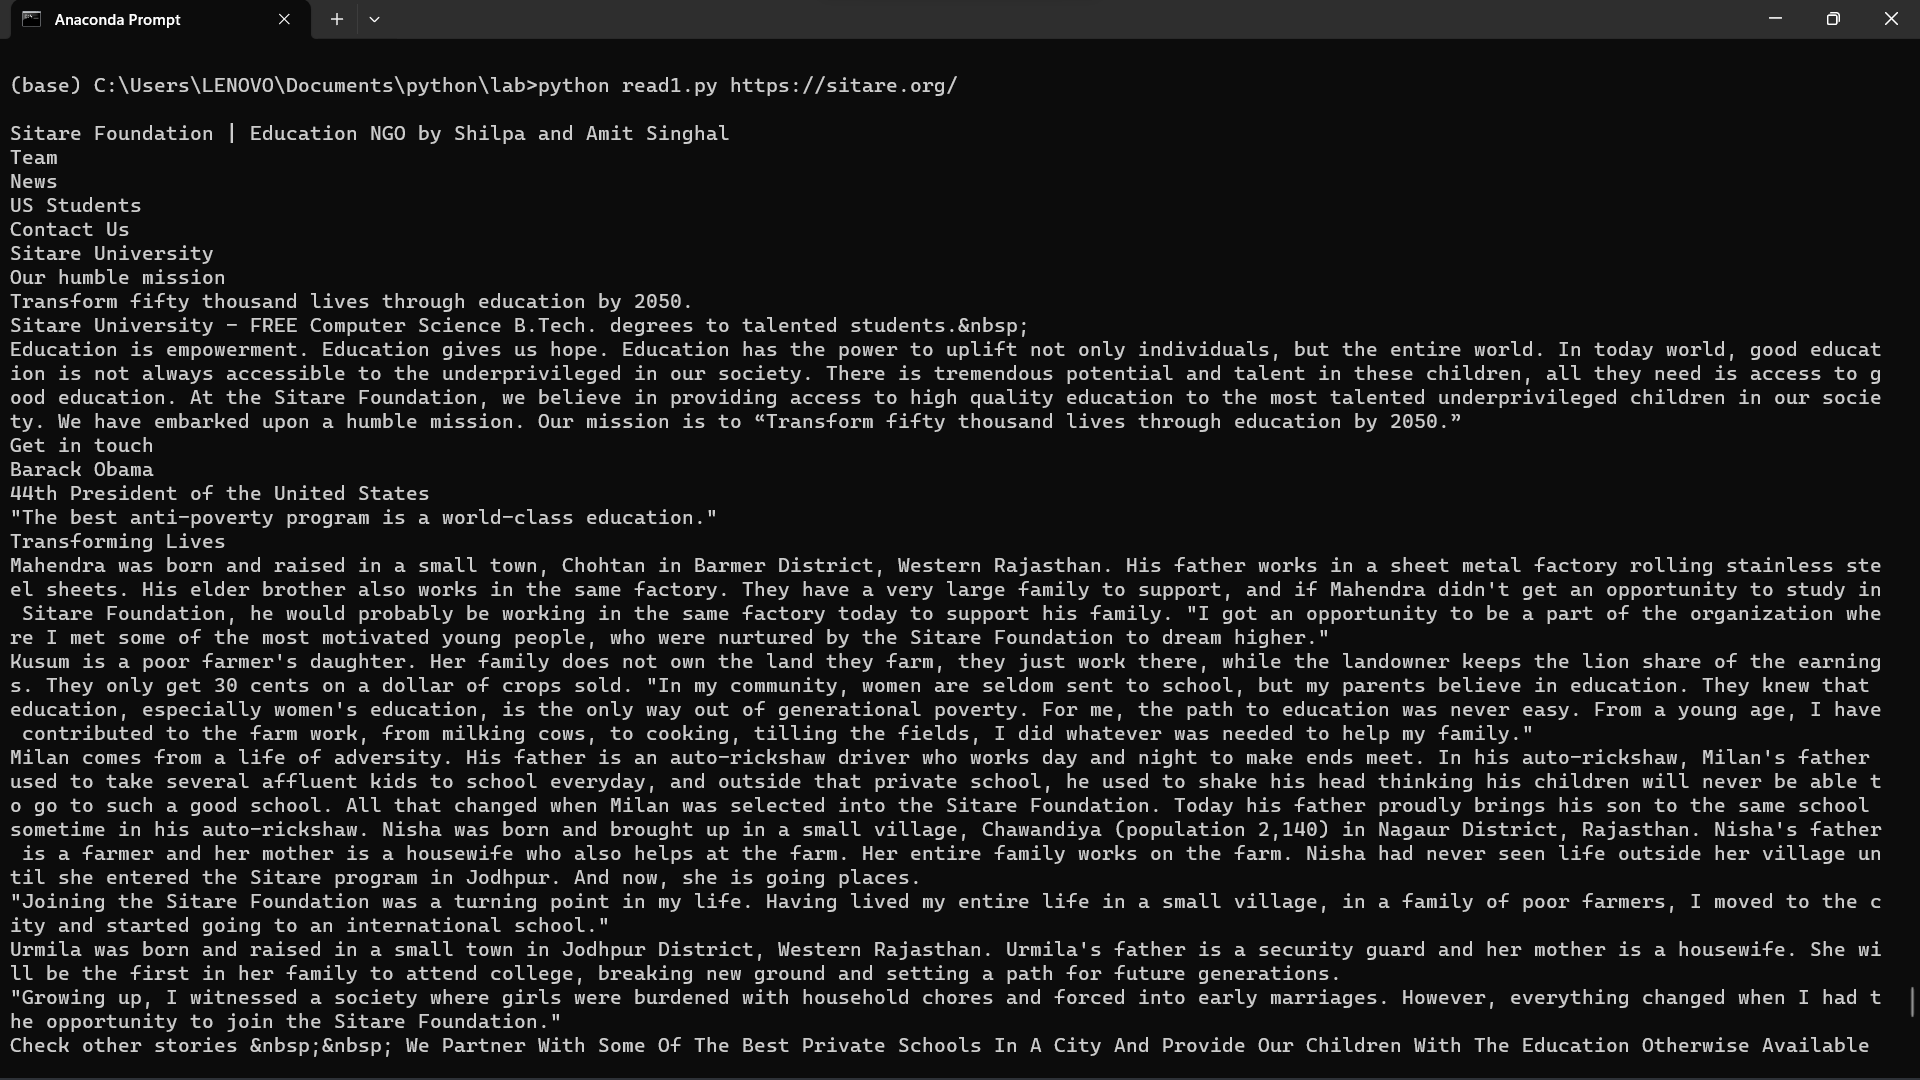 Anaconda Prompt
(base) C:\Users\LENOVO\Documents\python\lab>python read1.py https://sitare.org/
Sitare Foundation | Education NGO by Shilpa and Amit Singhal
Team
News
US Students
Contact Us
Sitare University
Our humble mission
Transform fifty thousand lives through education by 2050.
Sitare University – FREE Computer Science B.Tech. degrees to talented students.&nbsp;
Education is empowerment. Education gives us hope. Education has the power to uplift not only individuals, but the entire world. In today world, good educat
ion is not always accessible to the underprivileged in our society. There is tremendous potential and talent in these children, all they need is access to g
ood education. At the Sitare Foundation, we believe in providing access to high quality education to the most talented underprivileged children in our socie
ty. We have embarked upon a humble mission. Our mission is to “Transform fifty thousand lives through education by 2050.”
Get in touch
Barack Obama
44th President of the United States
"The best anti-poverty program is a world-class education."
Transforming Lives
Mahendra was born and raised in a small town, Chohtan in Barmer District, Western Rajasthan. His father works in a sheet metal factory rolling stainless ste
el sheets. His elder brother also works in the same factory. They have a very large family to support, and if Mahendra didn't get an opportunity to study in
 Sitare Foundation, he would probably be working in the same factory today to support his family. "I got an opportunity to be a part of the organization whe
re I met some of the most motivated young people, who were nurtured by the Sitare Foundation to dream higher."
Kusum is a poor farmer's daughter. Her family does not own the land they farm, they just work there, while the landowner keeps the lion share of the earning
s. They only get 30 cents on a dollar of crops sold. "In my community, women are seldom sent to school, but my parents believe in education. They knew that
education, especially women's education, is the only way out of generational poverty. For me, the path to education was never easy. From a young age, I have
 contributed to the farm work, from milking cows, to cooking, tilling the fields, I did whatever was needed to help my family."
Milan comes from a life of adversity. His father is an auto-rickshaw driver who works day and night to make ends meet. In his auto-rickshaw, Milan's father
used to take several affluent kids to school everyday, and outside that private school, he used to shake his head thinking his children will never be able t
o go to such a good school. All that changed when Milan was selected into the Sitare Foundation. Today his father proudly brings his son to the same school
sometime in his auto-rickshaw. Nisha was born and brought up in a small village, Chawandiya (population 2,140) in Nagaur District, Rajasthan. Nisha's father
 is a farmer and her mother is a housewife who also helps at the farm. Her entire family works on the farm. Nisha had never seen life outside her village un
til she entered the Sitare program in Jodhpur. And now, she is going places.
"Joining the Sitare Foundation was a turning point in my life. Having lived my entire life in a small village, in a family of poor farmers, I moved to the c
ity and started going to an international school."
Urmila was born and raised in a small town in Jodhpur District, Western Rajasthan. Urmila's father is a security guard and her mother is a housewife. She wi
ll be the first in her family to attend college, breaking new ground and setting a path for future generations.
"Growing up, I witnessed a society where girls were burdened with household chores and forced into early marriages. However, everything changed when I had t
he opportunity to join the Sitare Foundation."
Check other stories &nbsp;&nbsp; We Partner With Some Of The Best Private Schools In A City And Provide Our Children With The Education Otherwise Available